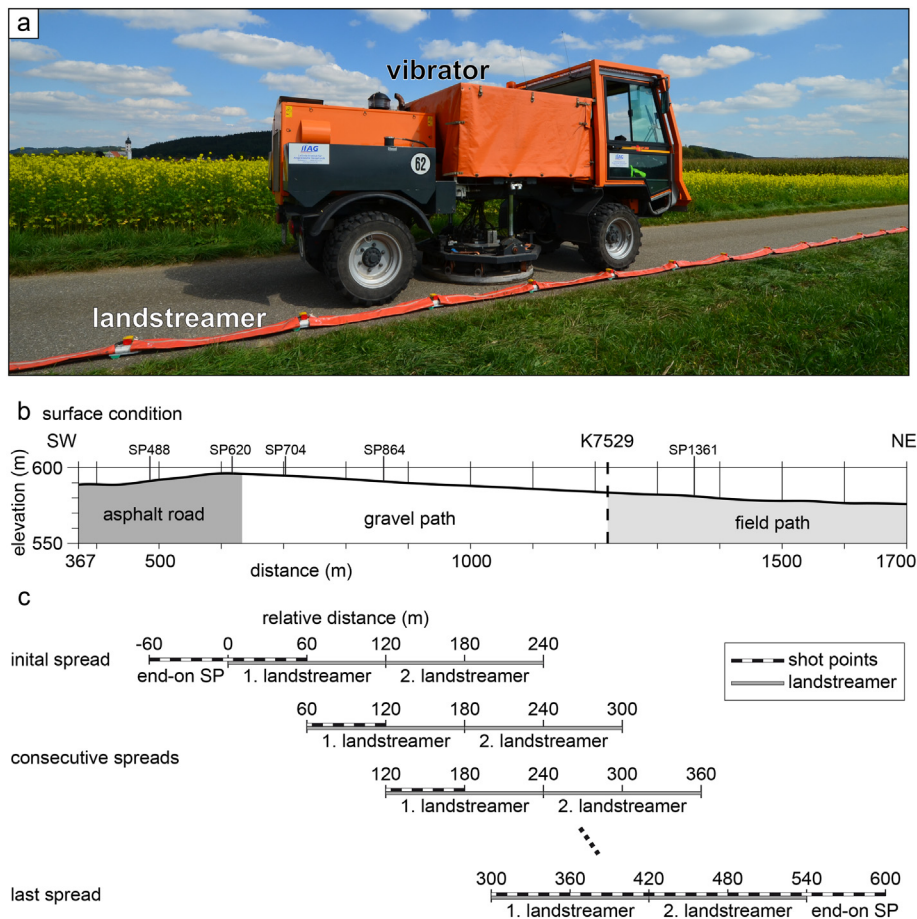 a
vibrator
IIAG
62
landstreamer
b surface condition
SW K7529 NE
SP488 SP620 SP704 SP864 SP1361
elevation (m)
600
550
asphalt road gravel path field path
367 500 1000 1500 1700
distance (m)
c
relative distance (m)
-60 0 60 120 180 240
inital spread
end-on SP 1. landstreamer 2. landstreamer
shot points
landstreamer
60 120 180 240 300
1. landstreamer 2. landstreamer
consecutive spreads
120 180 240 300 360
1. landstreamer 2. landstreamer
300 360 420 480 540 600
last spread
1. landstreamer 2. landstreamer end-on SP